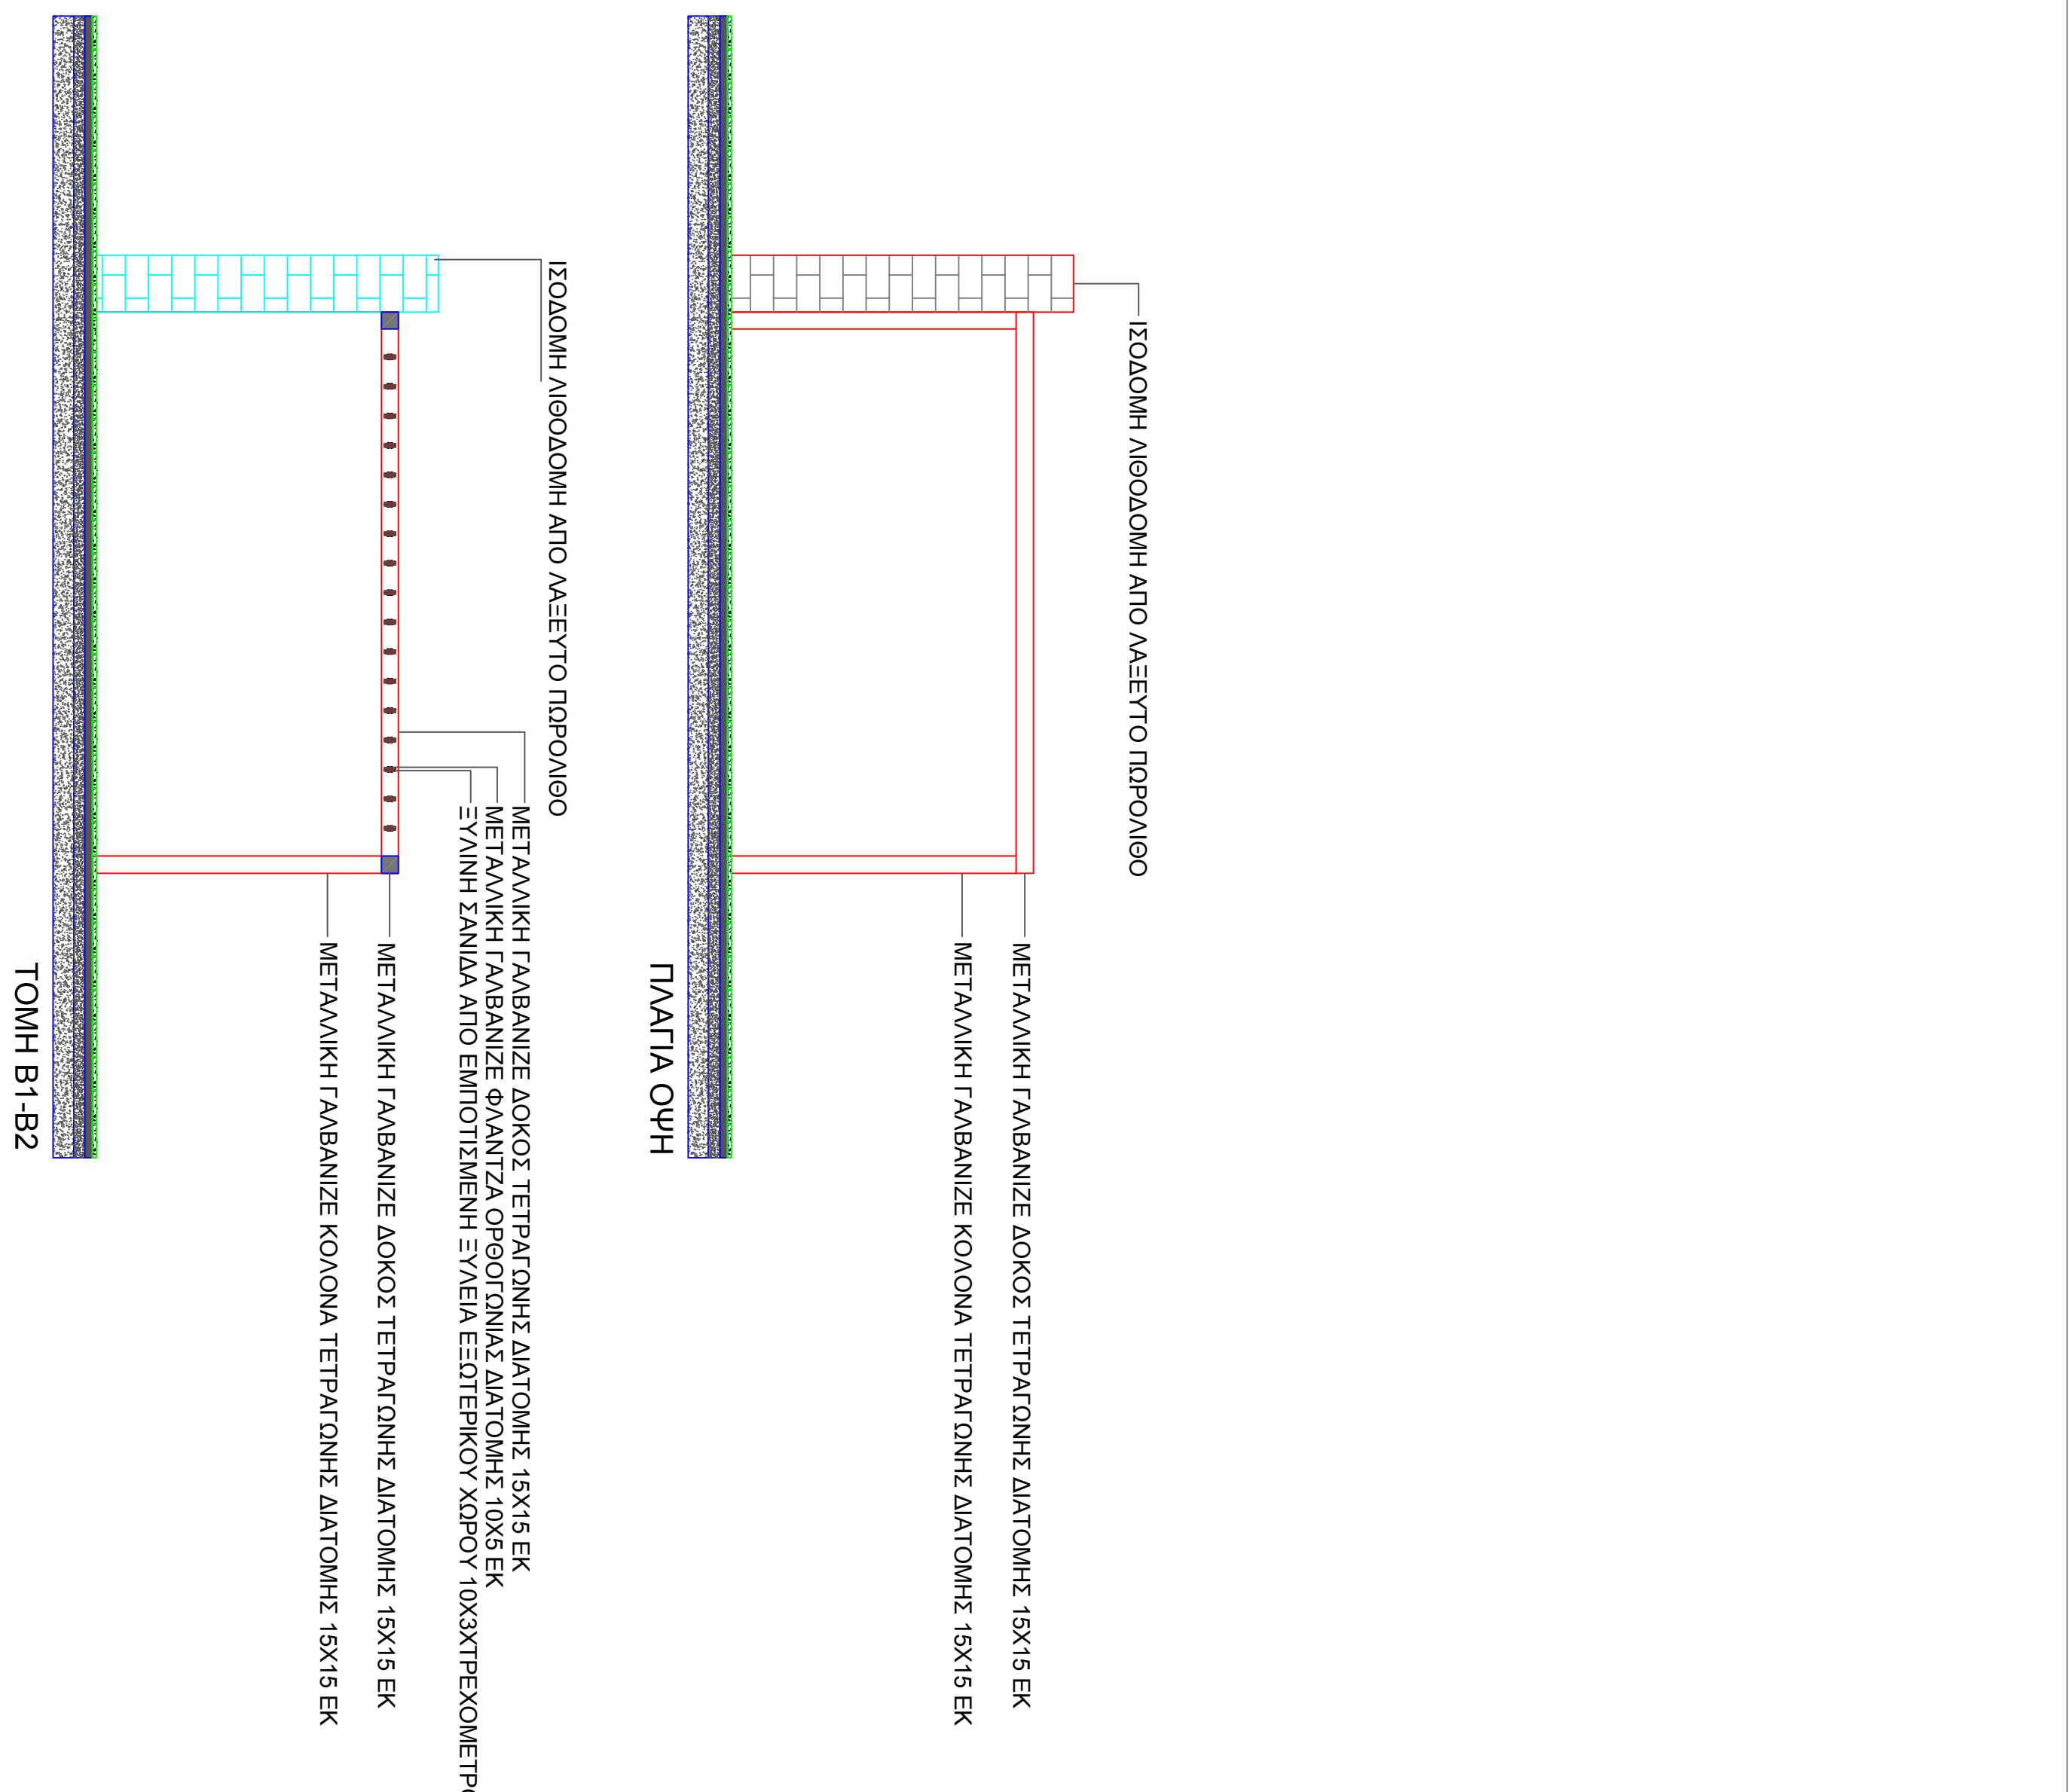 ΙΣΟΔΟΜΗ ΛΙΘΟΔΟΜΗ ΑΠΟ ΛΑΞΕΥΤΟ ΠΩΡΟΛΙΘΟ
ΜΕΤΑΛΛΙΚΗ ΓΑΛΒΑΝΙΖΕ ΔΟΚΟΣ ΤΕΤΡΑΓΩΝΗΣ ΔΙΑΤΟΜΗΣ 15Χ15 ΕΚ
ΜΕΤΑΛΛΙΚΗ ΓΑΛΒΑΝΙΖΕ ΚΟΛΟΝΑ ΤΕΤΡΑΓΩΝΗΣ ΔΙΑΤΟΜΗΣ 15Χ15 ΕΚ
ΠΛΑΓΙΑ ΟΨΗ
ΙΣΟΔΟΜΗ ΛΙΘΟΔΟΜΗ ΑΠΟ ΛΑΞΕΥΤΟ ΠΩΡΟΛΙΘΟ
ΜΕΤΑΛΛΙΚΗ ΓΑΛΒΑΝΙΖΕ ΔΟΚΟΣ ΤΕΤΡΑΓΩΝΗΣ ΔΙΑΤΟΜΗΣ 15Χ15 ΕΚ
ΜΕΤΑΛΛΙΚΗ ΓΑΛΒΑΝΙΖΕ ΦΛΑΝΤΖΑ ΟΡΘΟΓΩΝΙΑΣ ΔΙΑΤΟΜΗΣ 10Χ5 ΕΚ
ΞΥΛΙΝΗ ΣΑΝΙΔΑ ΑΠΟ ΕΜΠΟΤΙΣΜΕΝΗ ΞΥΛΕΙΑ ΕΞΩΤΕΡΙΚΟΥ ΧΩΡΟΥ
ΜΕΤΑΛΛΙΚΗ ΓΑΛΒΑΝΙΖΕ ΔΟΚΟΣ ΤΕΤΡΑΓΩΝΗΣ ΔΙΑΤΟΜΗΣ 15Χ15 ΕΚ
ΜΕΤΑΛΛΙΚΗ ΓΑΛΒΑΝΙΖΕ ΚΟΛΟΝΑ ΤΕΤΡΑΓΩΝΗΣ ΔΙΑΤΟΜΗΣ 15Χ15 ΕΚ
ΤΟΜΗ Β1-Β2